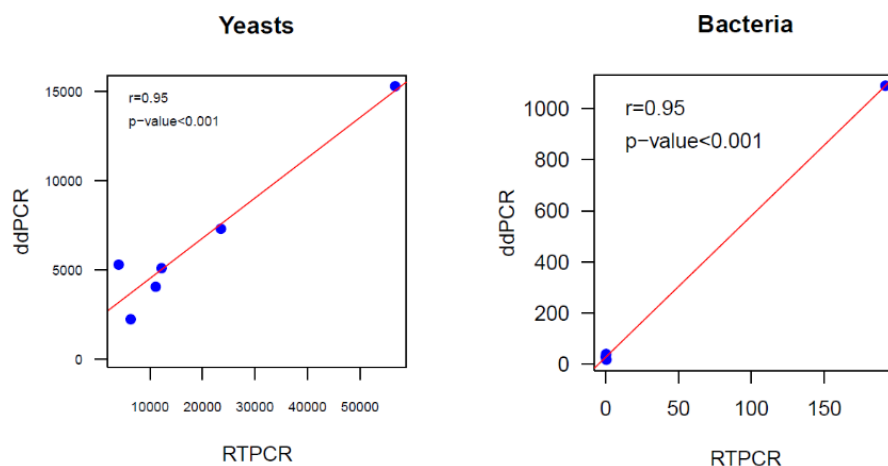 Yeasts
r=0.95
p−value<0.001
15000
10000
5000
0
ddPCR
10000
20000
30000
40000
50000
RTPCR
Bacteria
r=0.95
p−value<0.001
1000
800
600
400
200
0
ddPCR
0
50
100
150
RTPCR